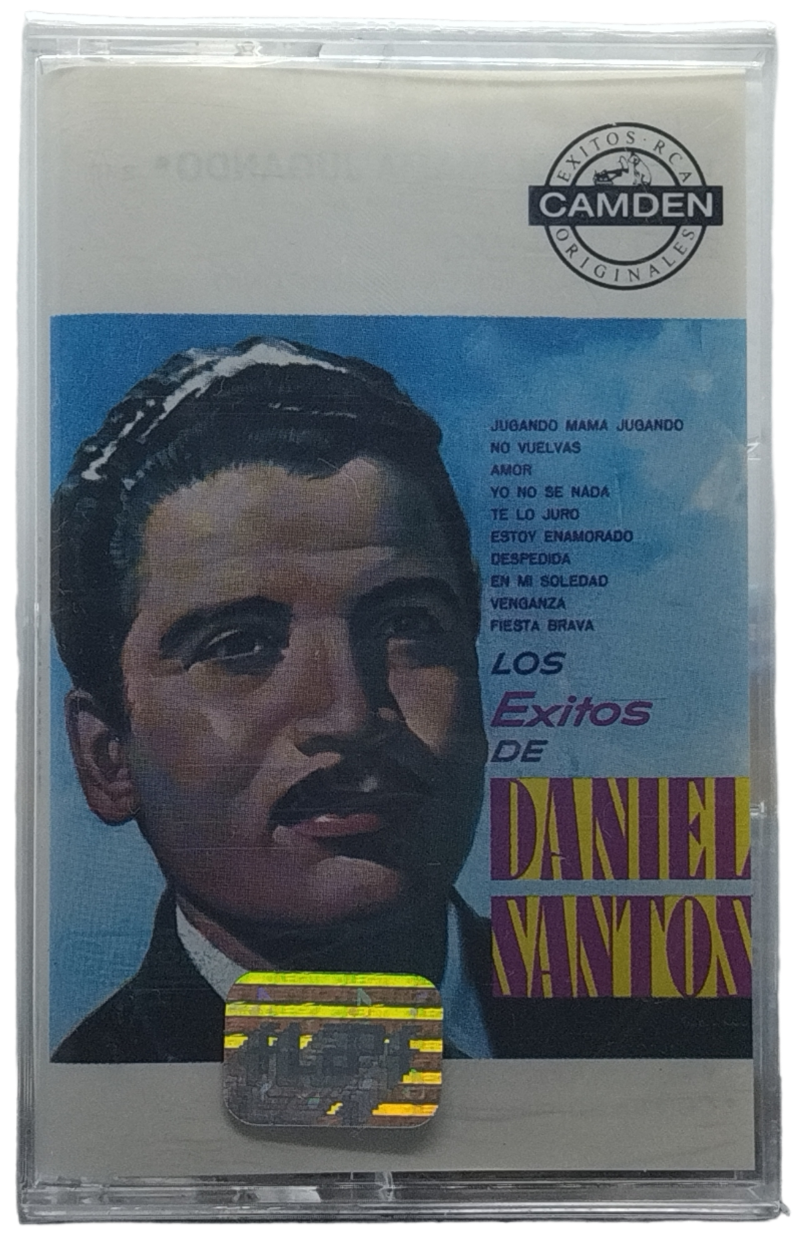 EXITOS · RCA
CAMDEN
ORIGINALES
JUGANDO MAMA JUGANDO
NO VUELVAS
AMOR
YO NO SE NADA
TE LO JURO
ESTOY ENAMORADO
DESPEDIDA
EN MI SOLEDAD
VENGANZA
FIESTA BRAVA
LOS
Exitos
DE
DANIEL
SANTOS